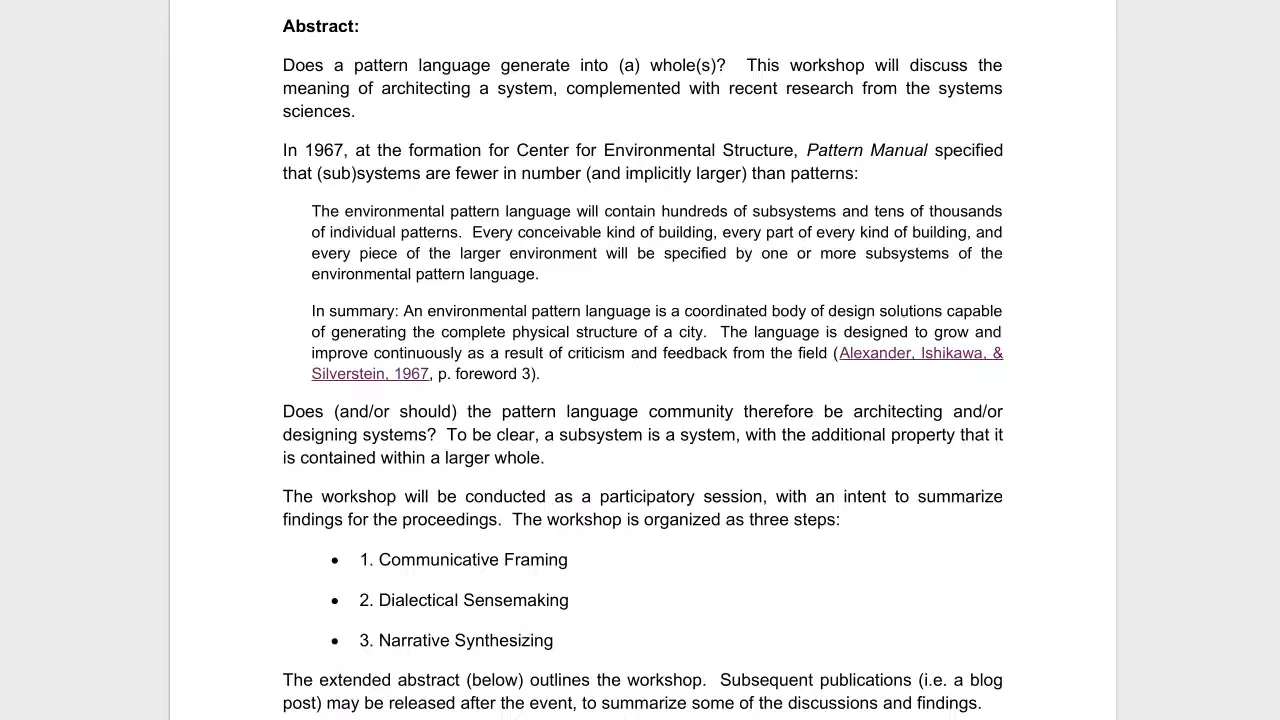 Abstract:
Does a pattern language generate into (a) whole(s)?  This workshop will discuss the
meaning of architecting a system, complemented with recent research from the systems
sciences.
In 1967, at the formation for Center for Environmental Structure, Pattern Manual specified
that (sub)systems are fewer in number (and implicitly larger) than patterns:
The environmental pattern language will contain hundreds of subsystems and tens of thousands
of individual patterns.  Every conceivable kind of building, every part of every kind of building, and
every piece of the larger environment will be specified by one or more subsystems of the
environmental pattern language.
In summary: An environmental pattern language is a coordinated body of design solutions capable
of generating the complete physical structure of a city.  The language is designed to grow and
improve continuously as a result of criticism and feedback from the field (Alexander, Ishikawa, &
Silverstein, 1967, p. foreword 3).
Does (and/or should) the pattern language community therefore be architecting and/or
designing systems?  To be clear, a subsystem is a system, with the additional property that it
is contained within a larger whole.
The workshop will be conducted as a participatory session, with an intent to summarize
findings for the proceedings.  The workshop is organized as three steps:
• 1. Communicative Framing
• 2. Dialectical Sensemaking
• 3. Narrative Synthesizing
The extended abstract (below) outlines the workshop.  Subsequent publications (i.e. a blog
post) may be released after the event, to summarize some of the discussions and findings.